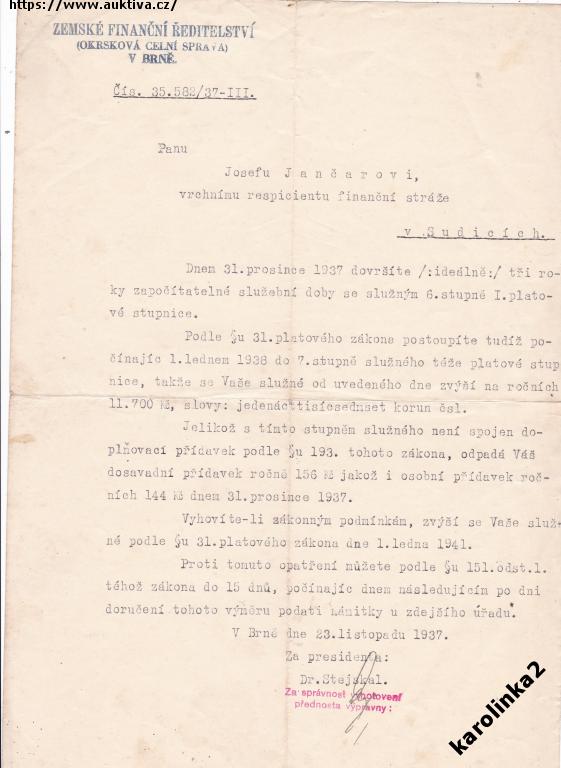 https://www.auktiva.cz/
ZEMSKÉ FINANČNÍ ŘEDITELSTVÍ
(OKRSKOVÁ CELNÍ SPRÁVA)
V BRNĚ.
Čís. 35.582/37-III.
Panu
Josefu Jančarovi,
vrchnímu respicientu finanční stráže
v Sudicích.
Dnem 31.prosince 1937 dovršíte /:ideálně:/ tři ro-
ky započítatelné služební doby se služným 6.stupně I.plato-
vé stupnice.
Podle §u 31.platového zákona postoupíte tudíž po-
čínajíc 1.lednem 1938 do 7.stupně služného téže platové stup-
nice, takže se Vaše služné od uvedeného dne zvýší na ročních
11.700 Kč, slovy: jedenácttisícsedmset korun čsl.
Jelikož s tímto stupněm služného není spojen do-
plňovací přídavek podle §u 193. tohoto zákona, odpadá Váš
dosavadní přídavek ročně 156 Kč jakož i osobní přídavek roč-
ních 144 Kč dnem 31.prosince 1937.
Vyhovíte-li zákonným podmínkám, zvýší se Vaše služ-
né podle §u 31.platového zákona dne 1.ledna 1941.
Proti tomuto opatření můžete podle §u 151.odst.1.
téhož zákona do 15 dnů, počínajíc dnem následujícím po dni
doručení tohoto výměru podati námitky u zdejšího úřadu.
V Brně dne 23.listopadu 1937.
Za presidenta:
Dr.Stejskal.
Za správnost vyhotovení
přednosta výpravny:
karolinka2